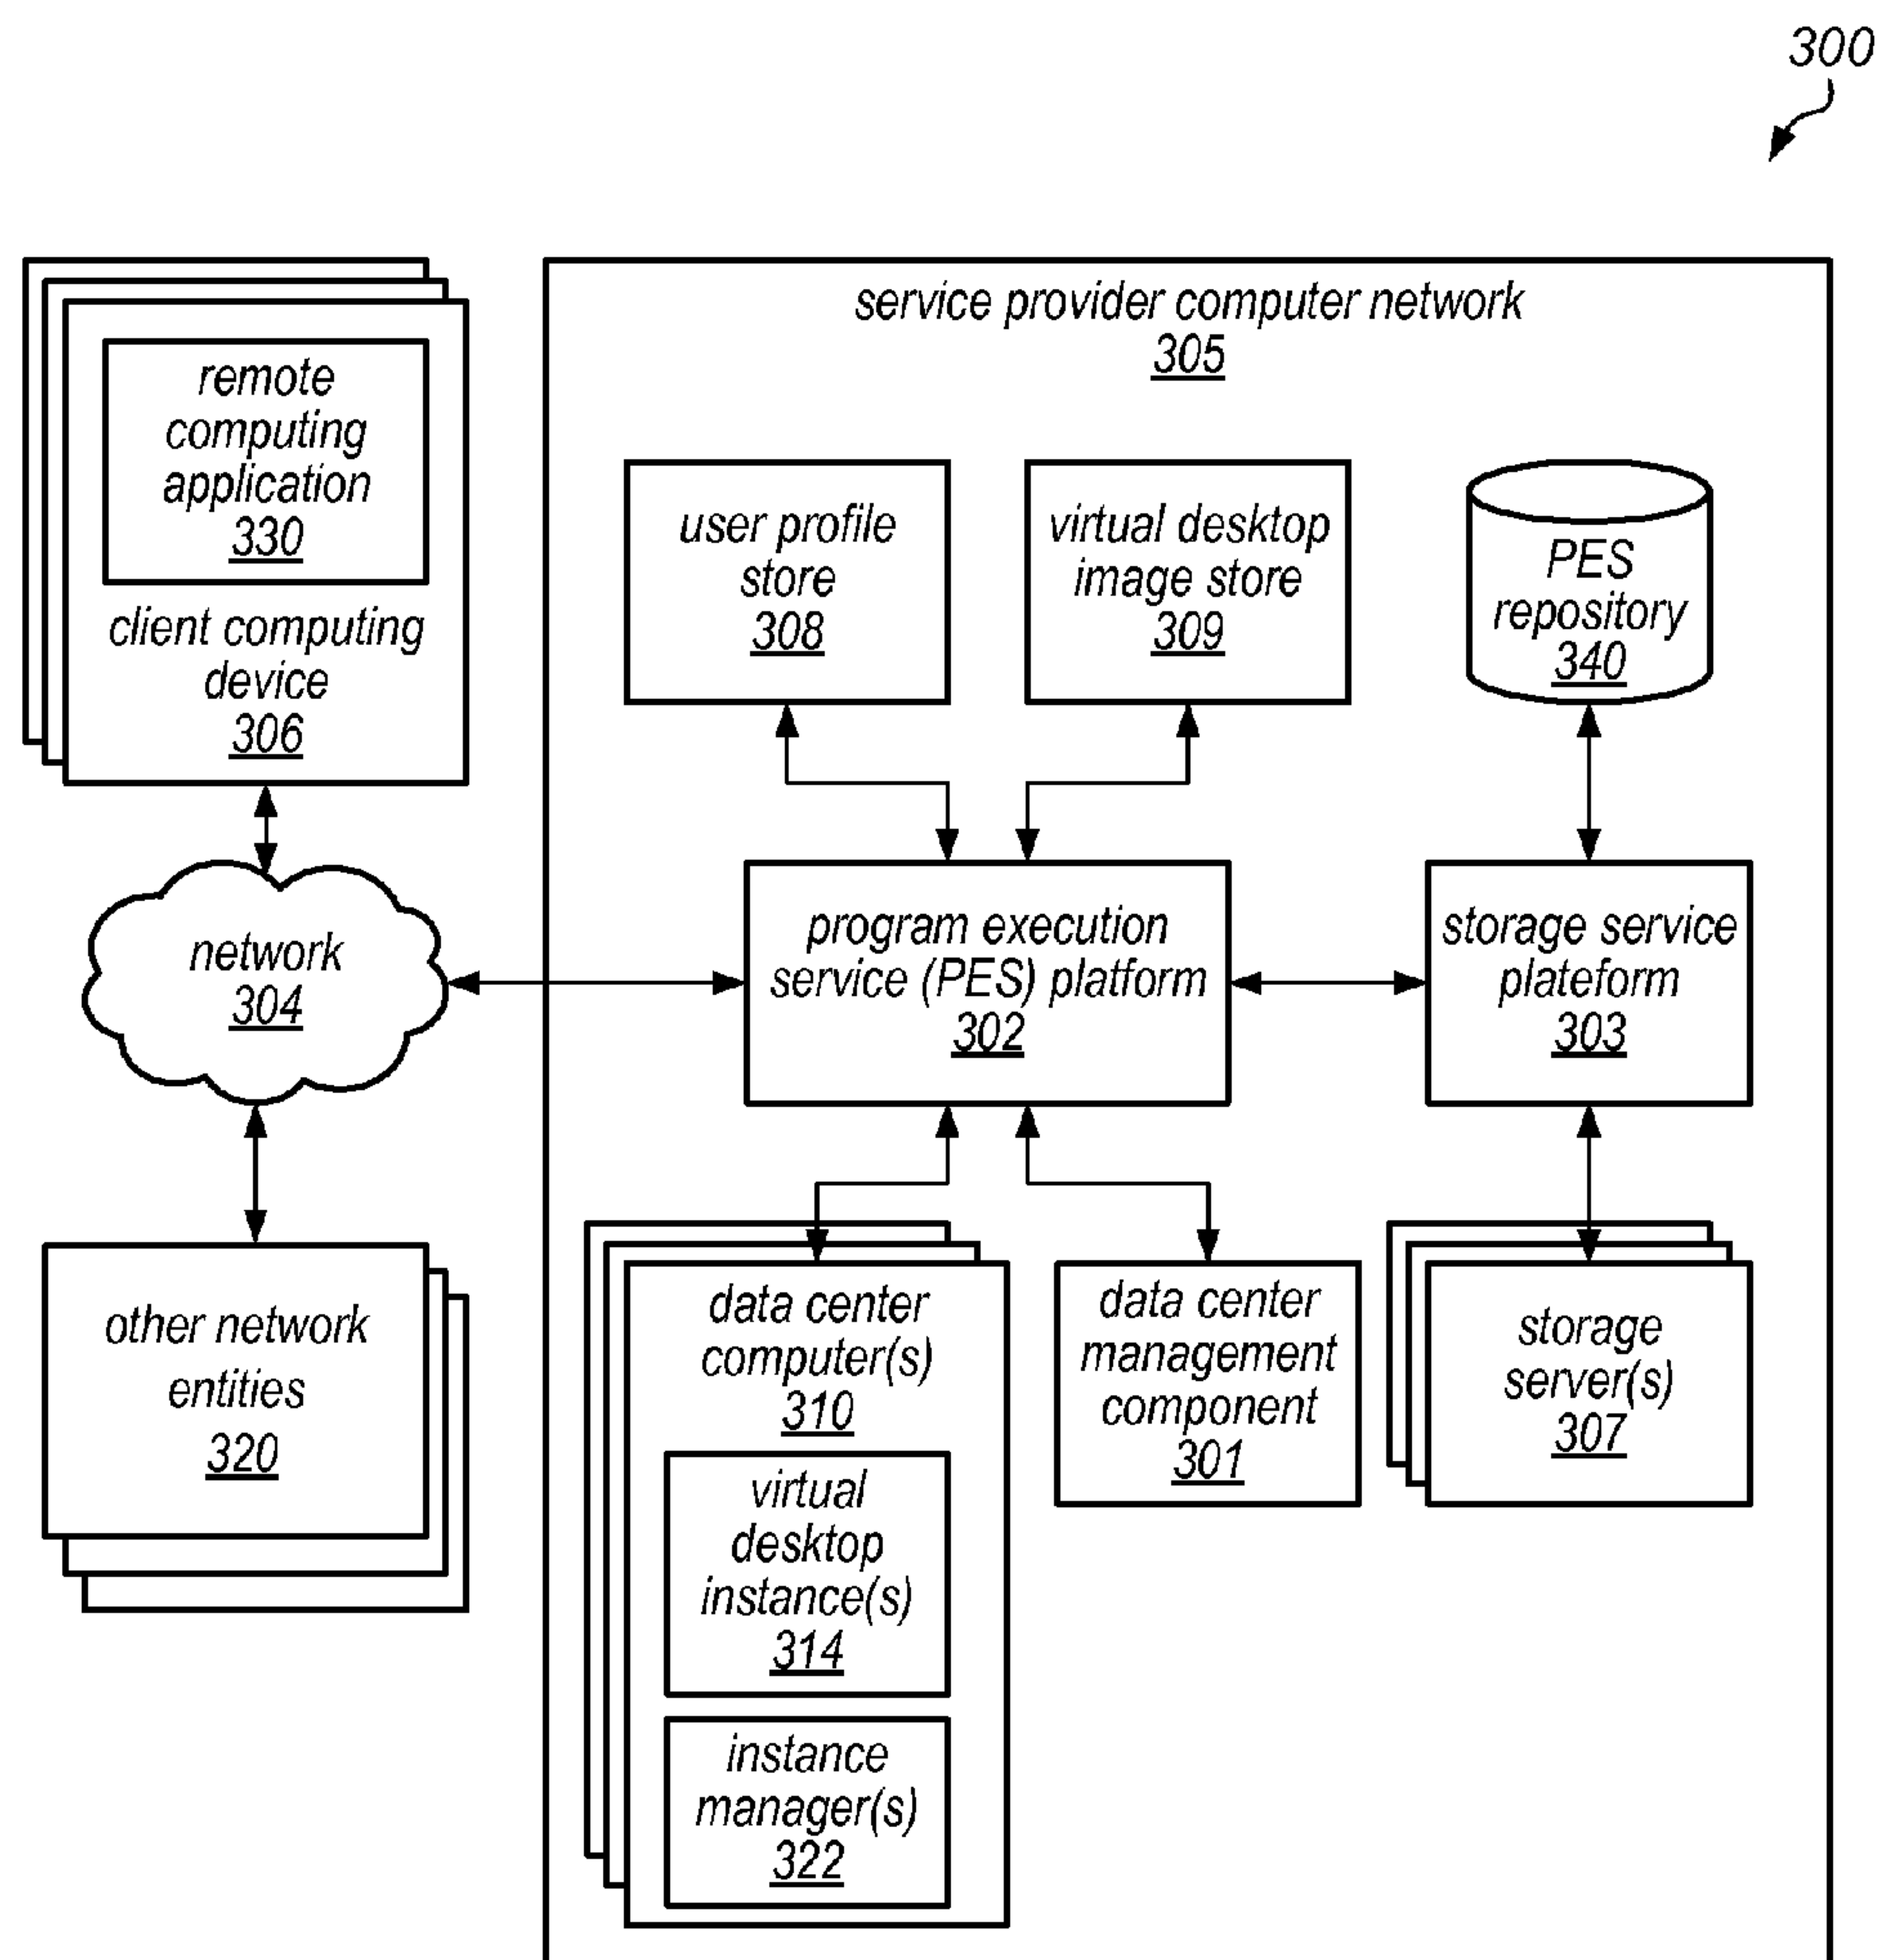 300
remote
computing
application
330
client computing
device
306
network
304
other network
entities
320
service provider computer network
305
user profile
store
308
virtual desktop
image store
309
PES
repository
340
program execution
service (PES) platform
302
storage service
plateform
303
data center
computer(s)
310
virtual
desktop
instance(s)
314
instance
manager(s)
322
data center
management
component
301
storage
server(s)
307